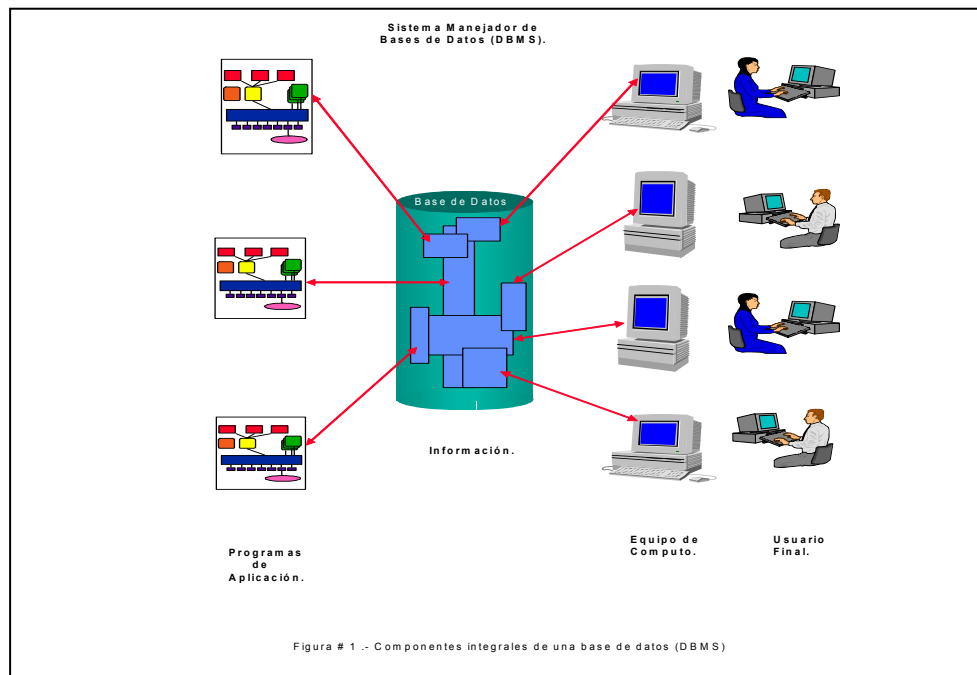 Sistema Manejador de
Bases de Datos (DBMS).
Base de Datos
Información.
Programas
de
Aplicación.
Equipo de
Computo.
Usuario
Final.
Figura # 1 .- Componentes integrales de una base de datos (DBMS)